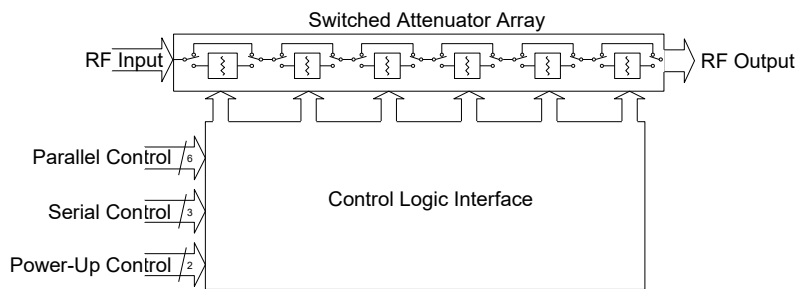 Switched Attenuator Array
RF Input
RF Output
Parallel Control
6
Control Logic Interface
Serial Control
3
Power-Up Control
2